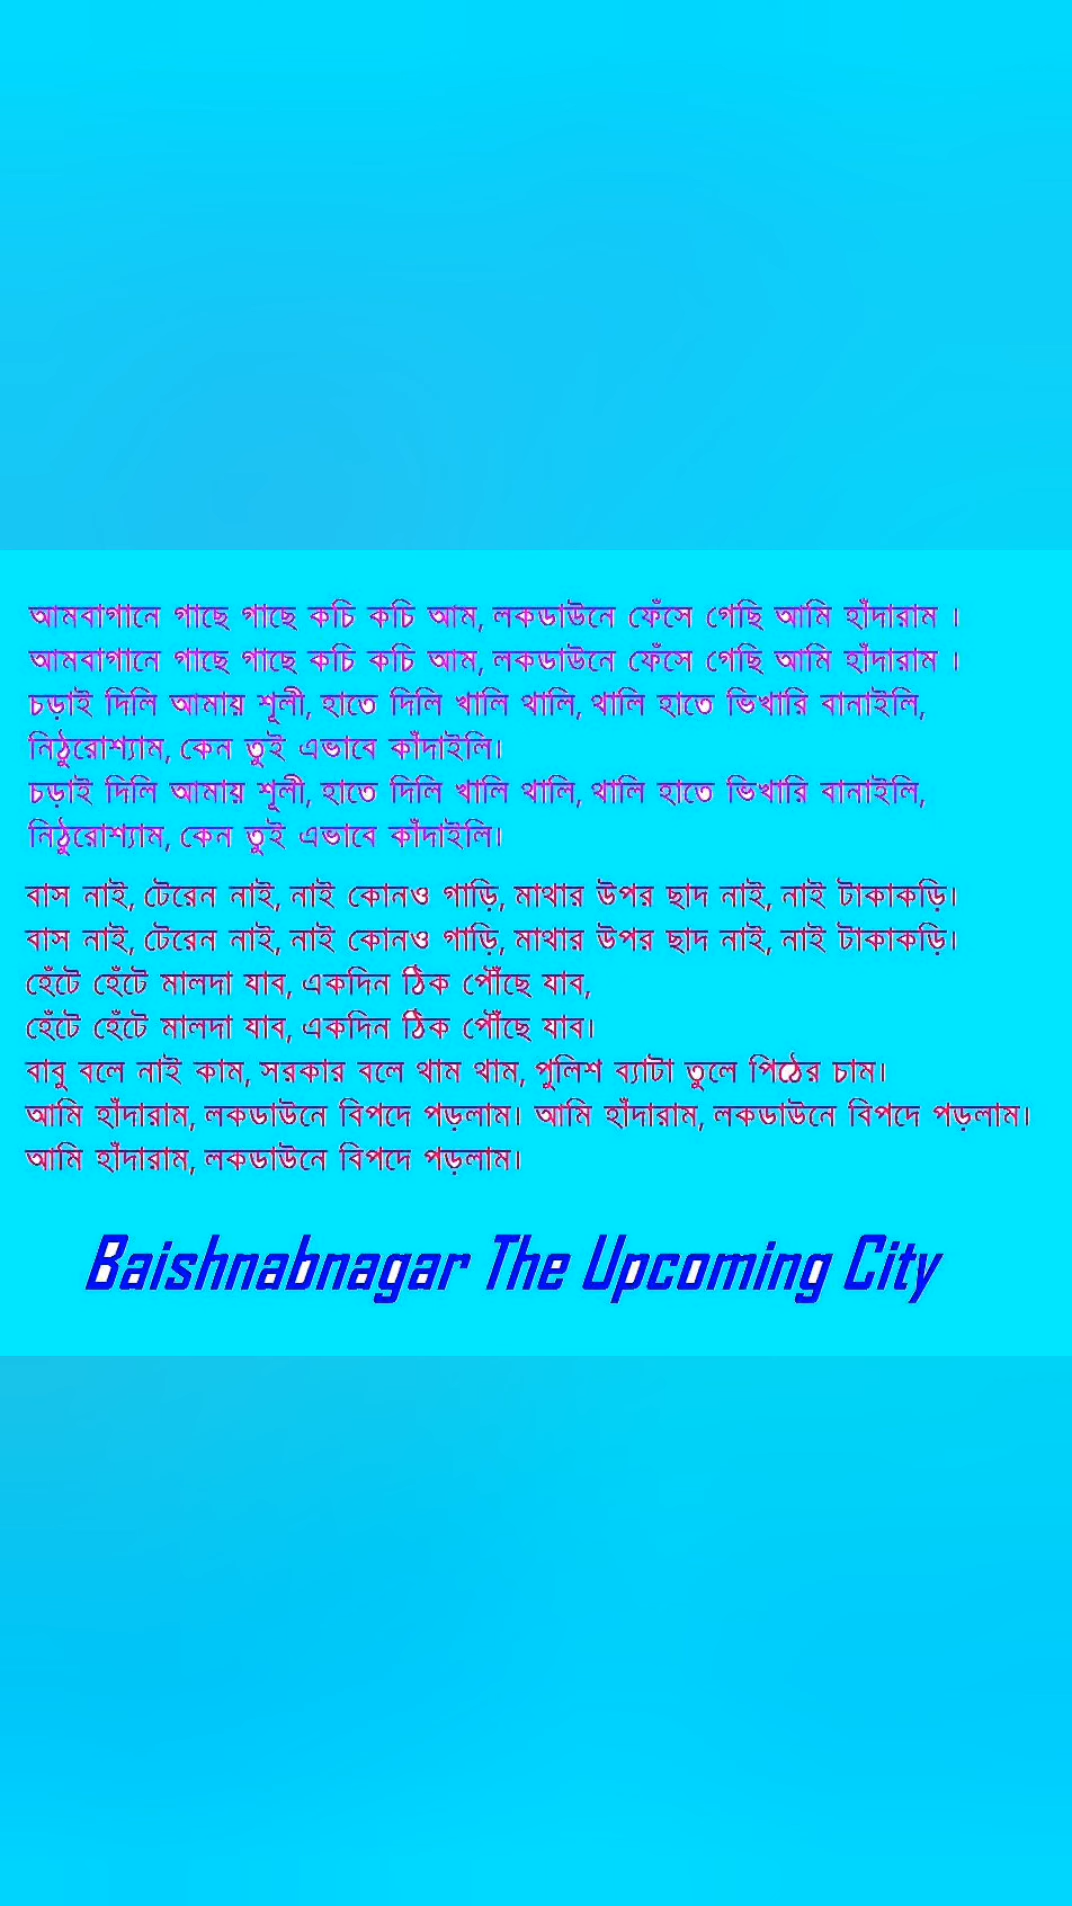 আমবাগানে গাছে গাছে কচি কচি আম, লকডাউনে ফেঁসে গেছি আমি হাঁদারাম ।
আমবাগানে গাছে গাছে কচি কচি আম, লকডাউনে ফেঁসে গেছি আমি হাঁদারাম ।
চড়াই দিলি আমায় শূলী, হাতে দিলি খালি থালি, থালি হাতে ভিখারি বানাইলি,
নিঠুরোশ্যাম, কেন তুই এভাবে কাঁদাইলি।
চড়াই দিলি আমায় শূলী, হাতে দিলি খালি থালি, থালি হাতে ভিখারি বানাইলি,
নিঠুরোশ্যাম, কেন তুই এভাবে কাঁদাইলি।
বাস নাই, টেরেন নাই, নাই কোনও গাড়ি, মাথার উপর ছাদ নাই, নাই টাকাকড়ি।
বাস নাই, টেরেন নাই, নাই কোনও গাড়ি, মাথার উপর ছাদ নাই, নাই টাকাকড়ি।
হেঁটে হেঁটে মালদা যাব, একদিন ঠিক পৌঁছে যাব,
হেঁটে হেঁটে মালদা যাব, একদিন ঠিক পৌঁছে যাব।
বাবু বলে নাই কাম, সরকার বলে থাম থাম, পুলিশ ব্যাটা তুলে পিঠের চাম।
আমি হাঁদারাম, লকডাউনে বিপদে পড়লাম। আমি হাঁদারাম, লকডাউনে বিপদে পড়লাম।
আমি হাঁদারাম, লকডাউনে বিপদে পড়লাম।
Baishnabnagar The Upcoming City